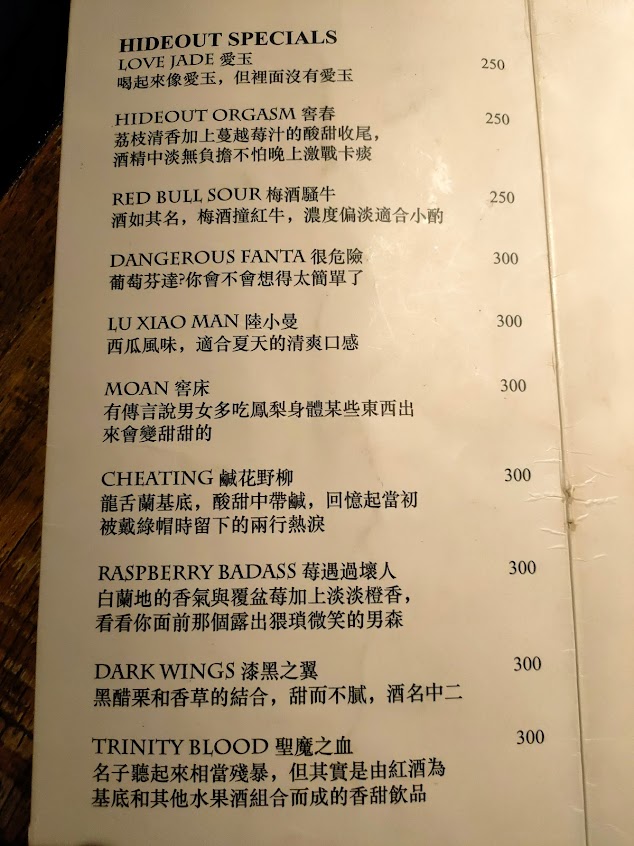 HIDEOUT SPECIALS
LOVE JADE 愛玉 250
喝起來像愛玉，但裡面沒有愛玉
HIDEOUT ORGASM 窖春 250
荔枝清香加上蔓越莓汁的酸甜收尾，
酒精中淡無負擔不怕晚上激戰卡痰
RED BULL SOUR 梅酒騷牛 250
酒如其名，梅酒撞紅牛，濃度偏淡適合小酌
DANGEROUS FANTA 很危險 300
葡萄芬達?你會不會想得太簡單了
LU XIAO MAN 陸小曼 300
西瓜風味，適合夏天的清爽口感
MOAN 窖床 300
有傳言說男女多吃鳳梨身體某些東西出
來會變甜甜的
CHEATING 鹹花野柳 300
龍舌蘭基底，酸甜中帶鹹，回憶起當初
被戴綠帽時留下的兩行熱淚
RASPBERRY BADASS 莓遇過壞人 300
白蘭地的香氣與覆盆莓加上淡淡橙香，
看看你面前那個露出猥瑣微笑的男森
DARK WINGS 漆黑之翼 300
黑醋栗和香草的結合，甜而不膩，酒名中二
TRINITY BLOOD 聖魔之血 300
名子聽起來相當殘暴，但其實是由紅酒為
基底和其他水果酒組合而成的香甜飲品